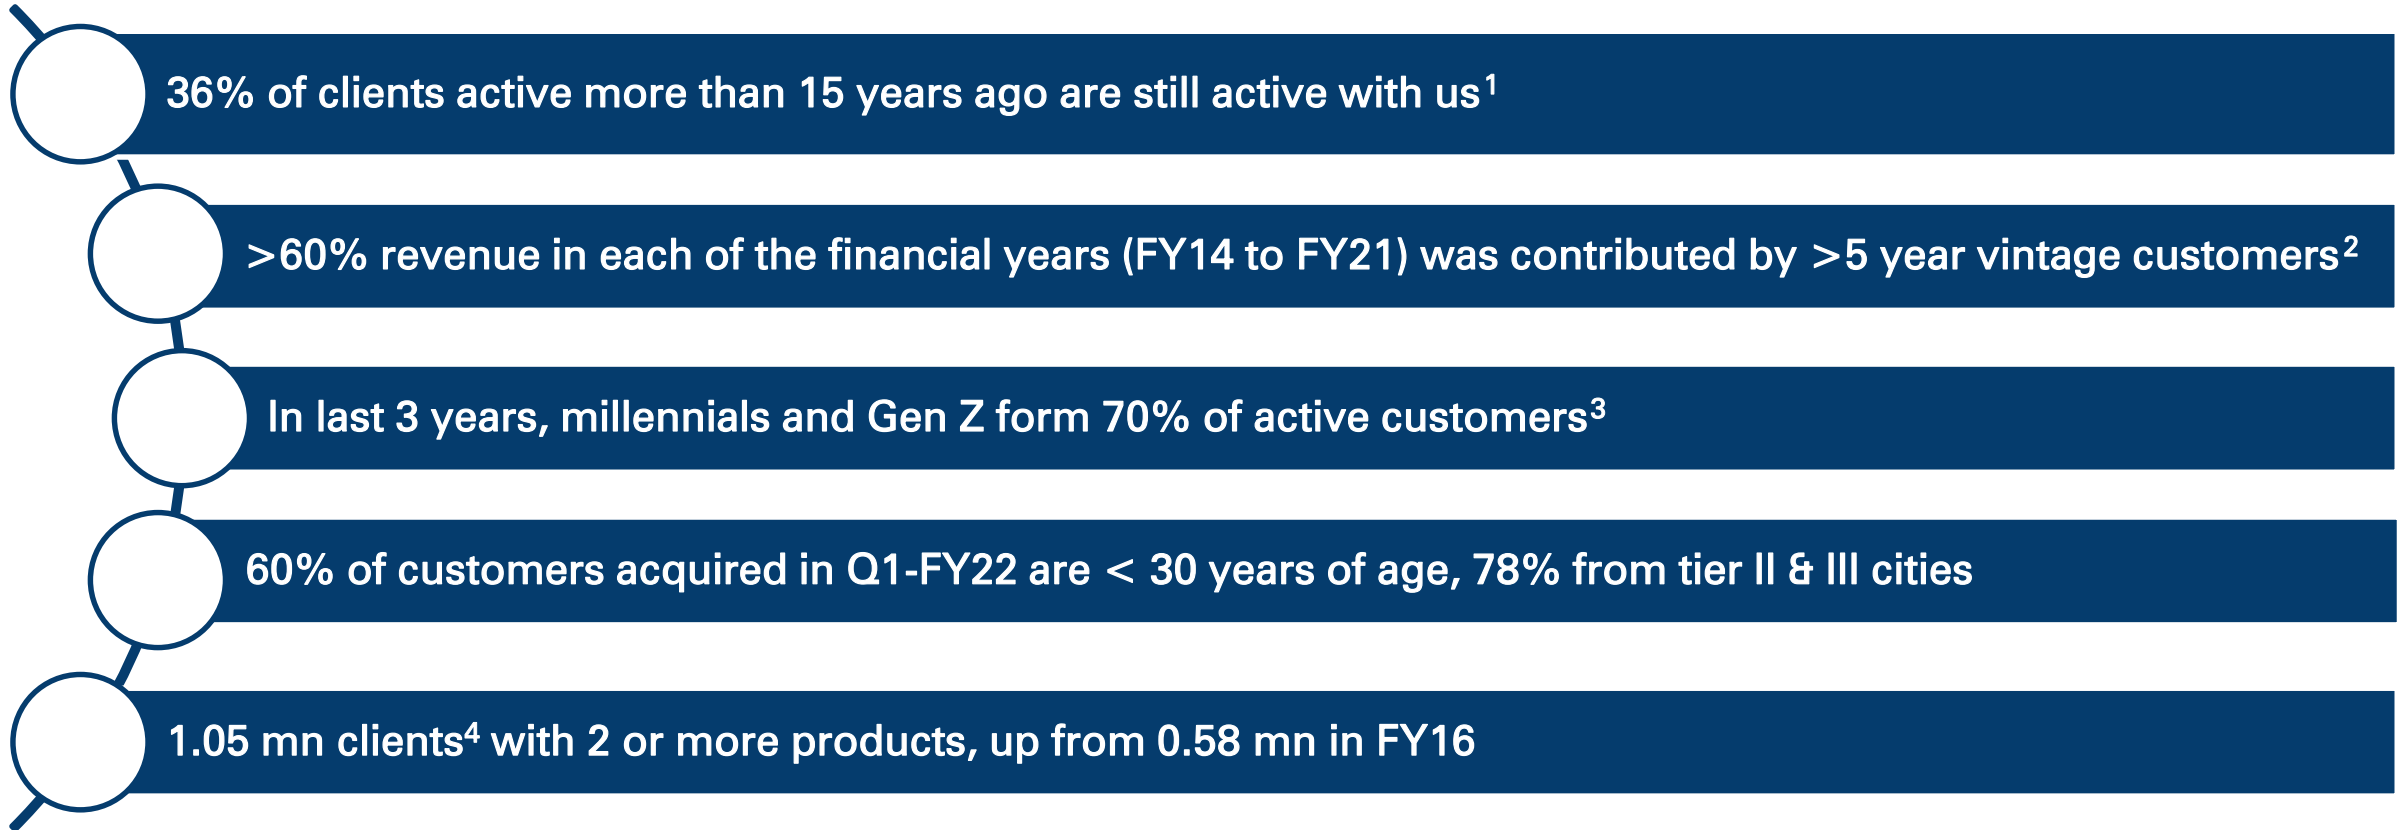 36% of clients active more than 15 years ago are still active with us¹
>60% revenue in each of the financial years (FY14 to FY21) was contributed by >5 year vintage customers²
In last 3 years, millennials and Gen Z form 70% of active customers³
60% of customers acquired in Q1-FY22 are < 30 years of age, 78% from tier II & III cities
1.05 mn clients⁴ with 2 or more products, up from 0.58 mn in FY16